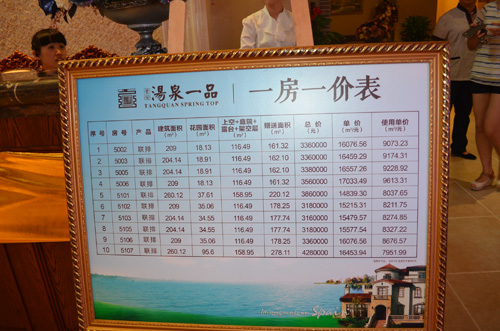 湯泉一品
TANGQUAN SPRING TOP
一房一价表
序号 房号 产品 建筑面积(㎡) 花园面积(㎡) 上空+庭院+露台+架空层(㎡) 赠送面积(㎡) 总价(元) 单价(㎡/元) 使用单价(㎡/元)
1 5002 联排 209 18.13 116.49 161.32 3360000 16076.56 9073.23
2 5003 联排 204.14 18.91 116.49 162.10 3360000 16459.29 9174.31
3 5005 联排 204.14 18.91 116.49 162.10 3380000 16557.26 9228.92
4 5006 联排 209 18.13 116.49 161.32 3560000 17033.49 9613.31
5 5101 联排 260.12 37.61 158.95 220.12 3860000 14839.30 8037.65
6 5102 联排 209 35.06 116.49 178.25 3180000 15215.31 8211.75
7 5103 联排 204.14 34.55 116.49 177.74 3160000 15479.57 8274.85
8 5105 联排 204.14 34.55 116.49 177.74 3180000 15577.54 8327.22
9 5106 联排 209 35.06 116.49 178.25 3360000 16076.56 8676.57
10 5107 联排 260.12 95.6 158.95 278.11 4280000 16453.94 7951.99